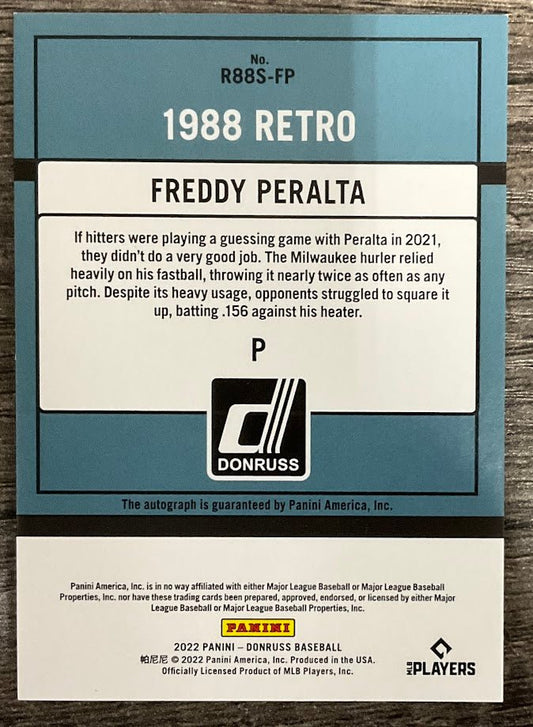 No.
R88S-FP
1988 RETRO
FREDDY PERALTA
If hitters were playing a guessing game with Peralta in 2021,
they didn't do a very good job. The Milwaukee hurler relied
heavily on his fastball, throwing it nearly twice as often as any
pitch. Despite its heavy usage, opponents struggled to square it
up, batting .156 against his heater.
P
d
DONRUSS
The autograph is guaranteed by Panini America, Inc.
Panini America, Inc. is in no way affiliated with either Major League Baseball or Major League Baseball
Properties, Inc. nor have these trading cards been prepared, approved, endorsed, or licensed by either Major
League Baseball or Major League Baseball Properties, Inc.
PANINI
2022 PANINI – DONRUSS BASEBALL
帕尼尼 © 2022 Panini America, Inc. Produced in the USA.
Officially Licensed Product of MLB Players, Inc.
MLB PLAYERS